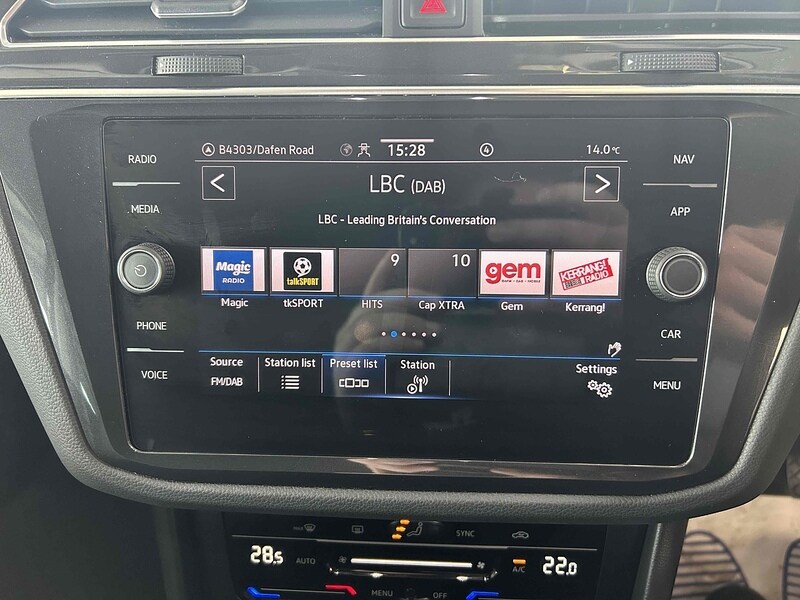 B4303/Dafen Road 15:28 4 14.0°C
RADIO
MEDIA
PHONE
VOICE
NAV
APP
CAR
MENU
< LBC (DAB) >
LBC - Leading Britain's Conversation
Magic RADIO
talkSPORT
9
10
gem
KERRANG! RADIO
Magic tkSPORT HITS Cap XTRA Gem Kerrang!
Source Station list Preset list Station Settings
FM/DAB
SYNC
28.5 AUTO A/C 22.0
MENU OFF